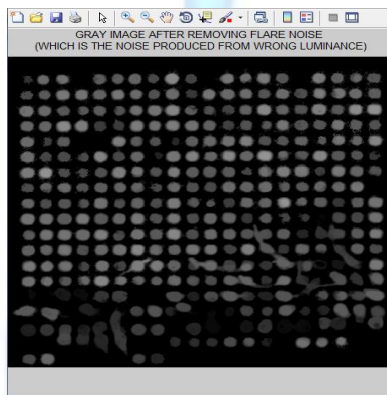 GRAY IMAGE AFTER REMOVING FLARE NOISE
(WHICH IS THE NOISE PRODUCED FROM WRONG LUMINANCE)